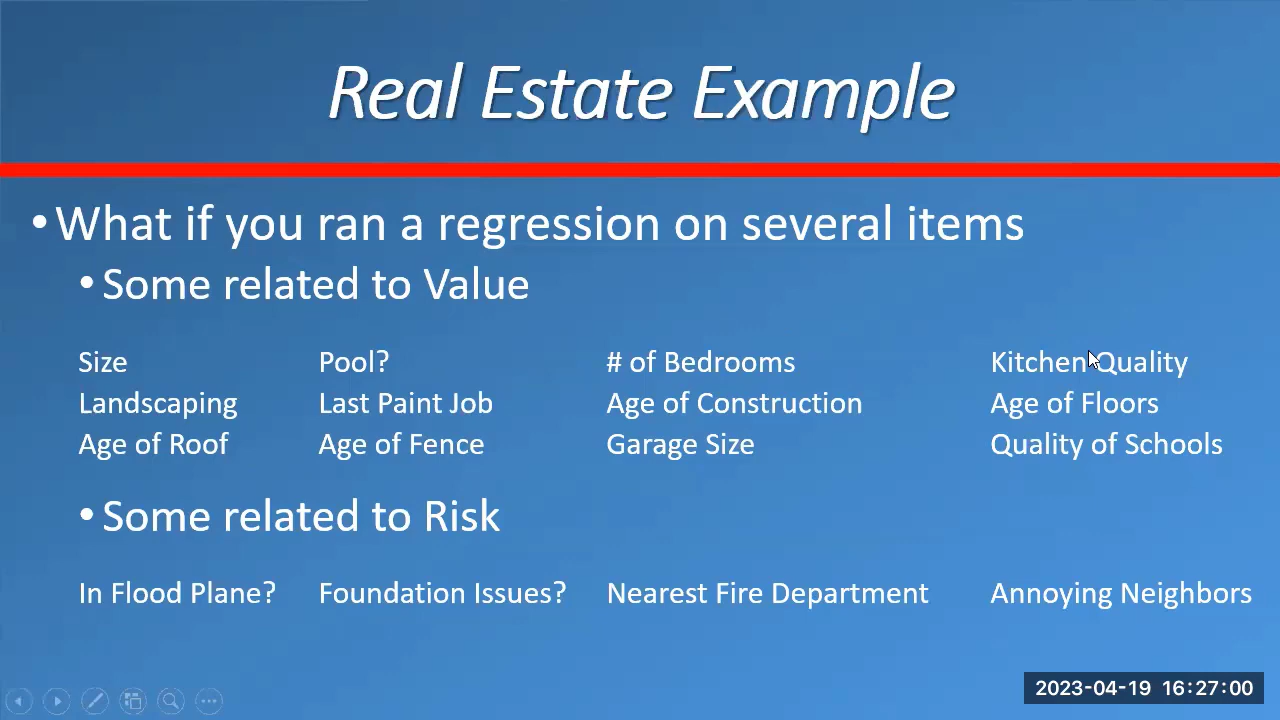 Real Estate Example
•What if you ran a regression on several items
•Some related to Value
Size Pool? # of Bedrooms Kitchen Quality
Landscaping Last Paint Job Age of Construction Age of Floors
Age of Roof Age of Fence Garage Size Quality of Schools
•Some related to Risk
In Flood Plane? Foundation Issues? Nearest Fire Department Annoying Neighbors
2023-04-19 16:27:00